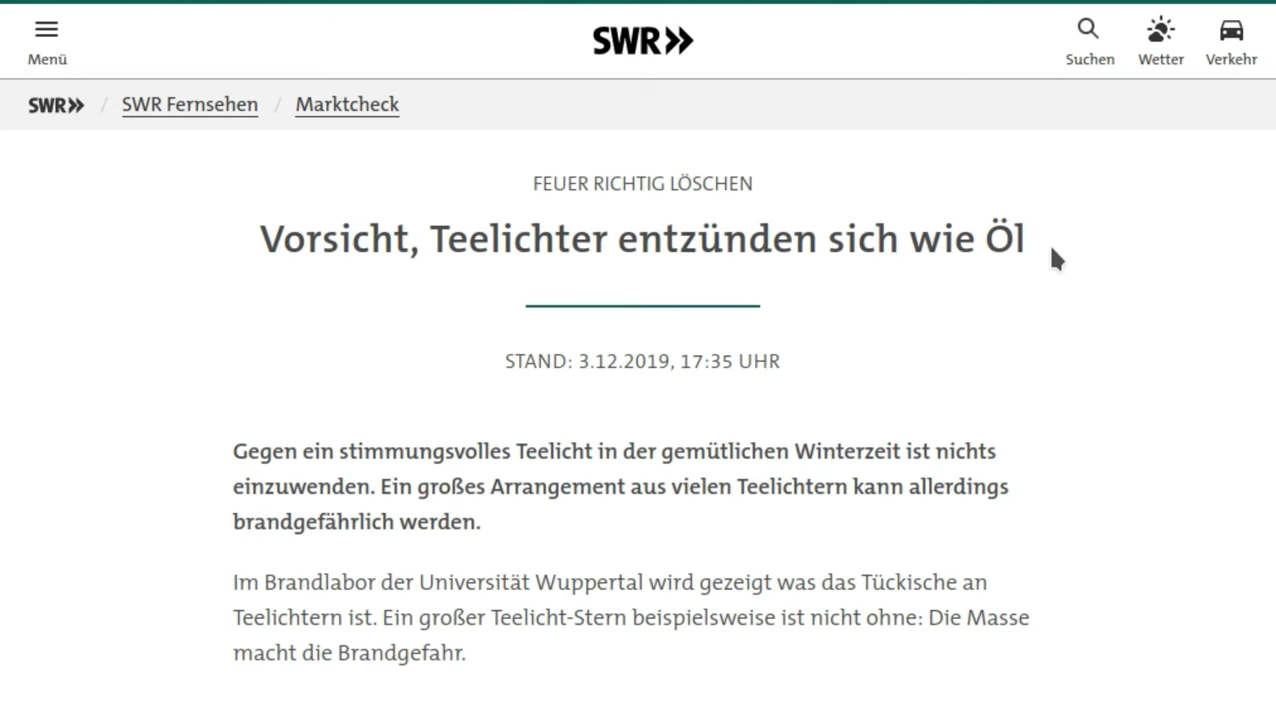 Menü
SWR
Suchen
Wetter
Verkehr
SWR / SWR Fernsehen / Marktcheck
FEUER RICHTIG LÖSCHEN
Vorsicht, Teelichter entzünden sich wie Öl
STAND: 3.12.2019, 17:35 UHR
Gegen ein stimmungsvolles Teelicht in der gemütlichen Winterzeit ist nichts
einzuwenden. Ein großes Arrangement aus vielen Teelichtern kann allerdings
brandgefährlich werden.
Im Brandlabor der Universität Wuppertal wird gezeigt was das Tückische an
Teelichtern ist. Ein großer Teelicht-Stern beispielsweise ist nicht ohne: Die Masse
macht die Brandgefahr.